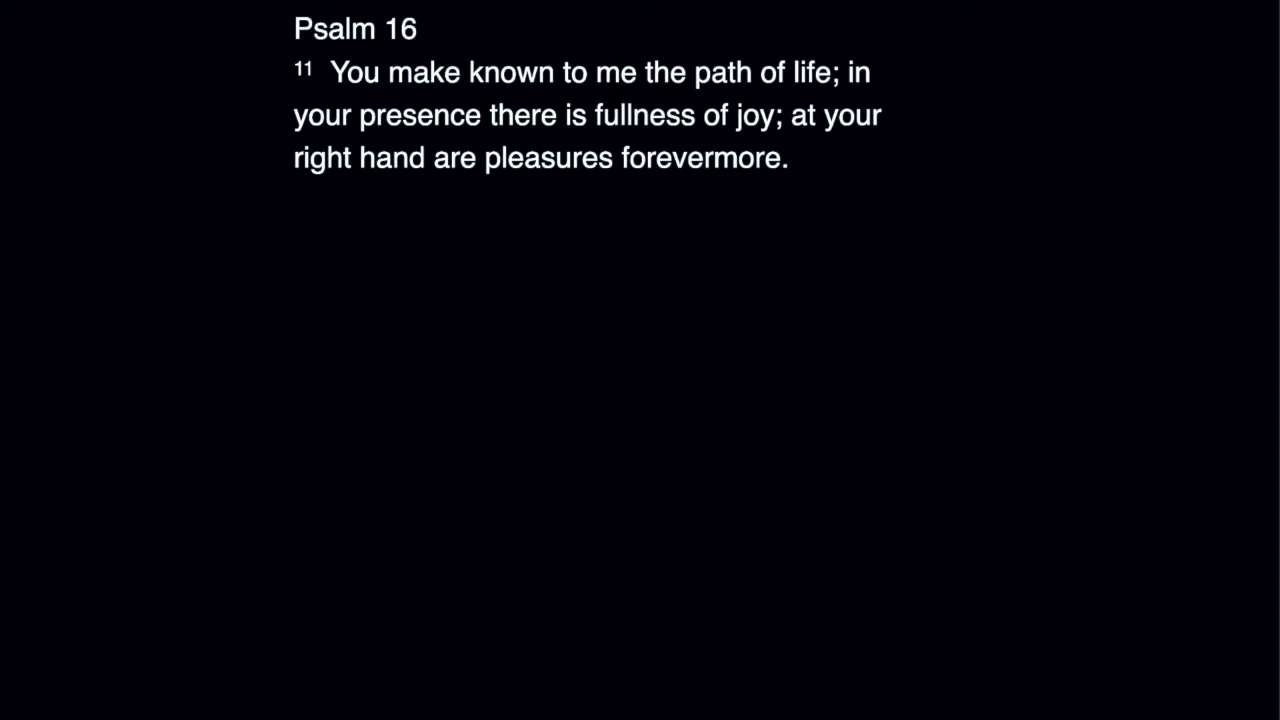 Psalm 16
11 You make known to me the path of life; in
your presence there is fullness of joy; at your
right hand are pleasures forevermore.